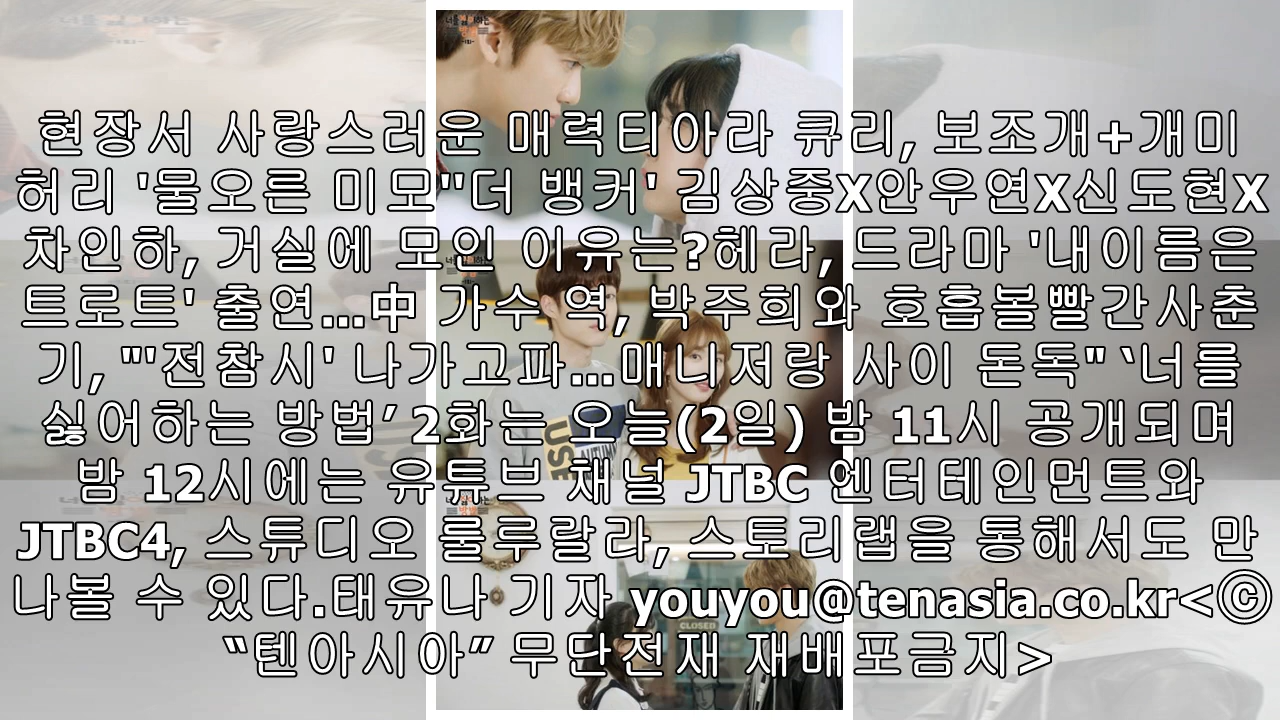 현장서 사랑스러운 매력티아라 큐리, 보조개+개미
허리 '물오른 미모''더 뱅커' 김상중X안우연X신도현X
차인하, 거실에 모인 이유는?헤라, 드라마 '내이름은
트로트' 출연...中 가수 역, 박주희와 호흡볼빨간사춘
기, "'전참시' 나가고파...매니저랑 사이 돈독" ‵너를
싫어하는 방법′ 2화는 오늘(2일) 밤 11시 공개되며
밤 12시에는 유튜브 채널 JTBC 엔터테인먼트와
JTBC4, 스튜디오 룰루랄라, 스토리랩을 통해서도 만
나볼 수 있다.태유나 기자 youyou@tenasia.co.kr<ⓒ
“텐아시아” 무단전재 재배포금지>
USE
CLOSED